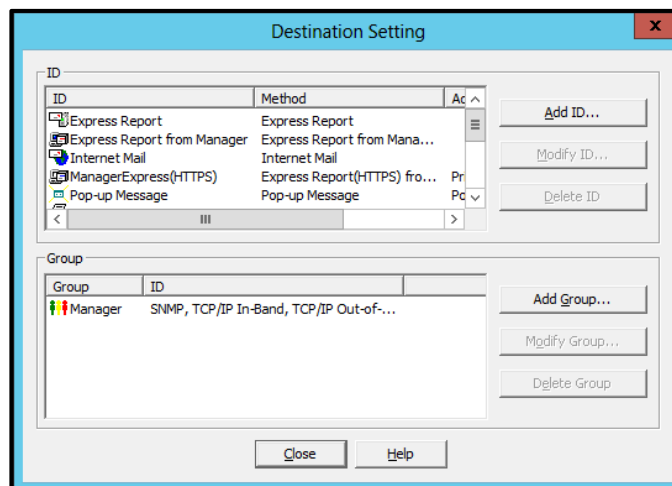 Destination Setting
x
ID
ID Method Ad
Express Report Express Report
Express Report from Manager Express Report from Mana...
Internet Mail Internet Mail
ManagerExpress(HTTPS) Express Report(HTTPS) fro... Pri
Pop-up Message Pop-up Message Po
Add ID...
Modify ID...
Delete ID
Group
Group ID
Manager SNMP, TCP/IP In-Band, TCP/IP Out-of-...
Add Group...
Modify Group...
Delete Group
Close Help